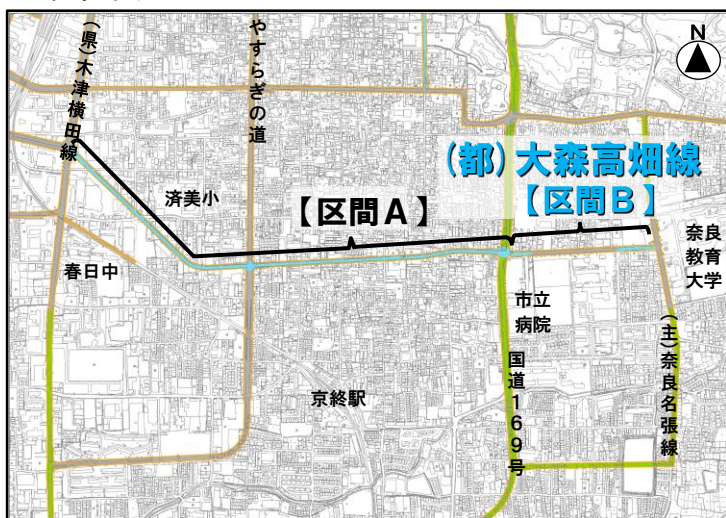 (県)木津横田線
やすらぎの道
N
(都)大森高畑線
【区間B】
済美小
【区間A】
奈良
教育
大学
春日中
市立
病院
(主)奈良名張線
国道169号
京終駅